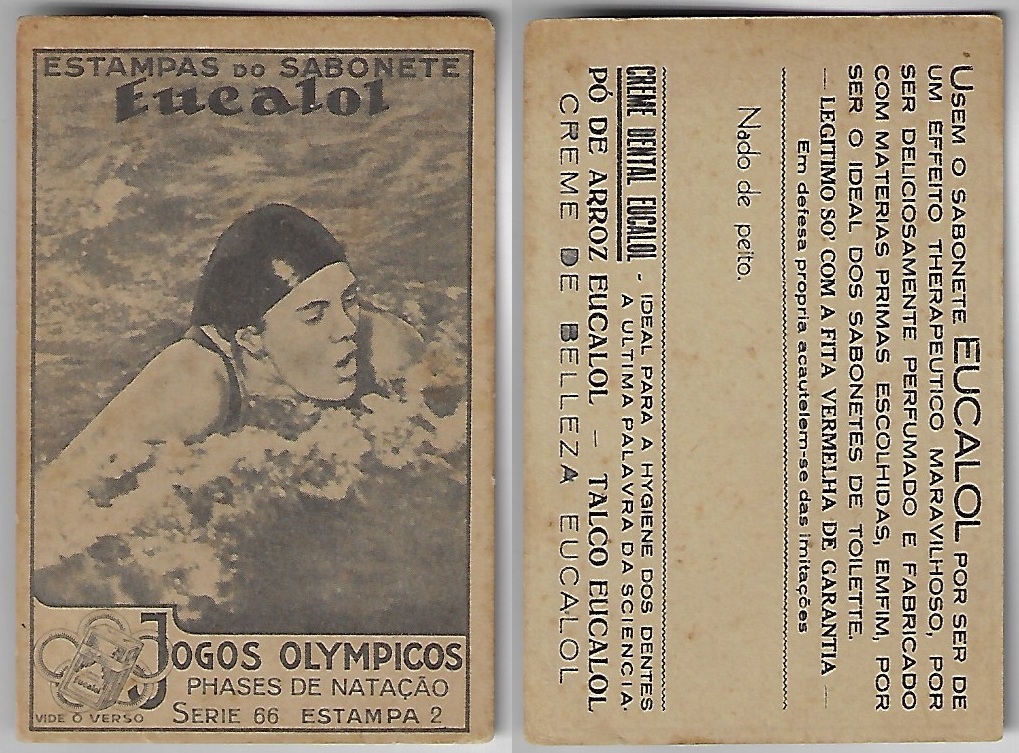 ESTAMPAS DO SABONETE
Eucalol
Eucalol
JOGOS OLYMPICOS
PHASES DE NATAÇÃO
VIDE O VERSO
SERIE 66 ESTAMPA 2
USEM O SABONETE EUCALOL POR SER DE
UM EFFEITO THERAPEUTICO MARAVILHOSO, POR
SER DELICIOSAMENTE PERFUMADO E FABRICADO
COM MATERIAS PRIMAS ESCOLHIDAS, EMFIM, POR
SER O IDEAL DOS SABONETES DE TOILETTE.
— LEGITIMO SO' COM A FITA VERMELHA DE GARANTIA —
Em defesa propria acautelem-se das imitações
Nado de peito.
CREME DENTAL EUCALOL - IDEAL PARA A HYGIENE DOS DENTES
A ULTIMA PALAVRA DA SCIENCIA.
PÓ DE ARROZ EUCALOL — TALCO EUCALOL
CREME DE BELLEZA EUCALOL